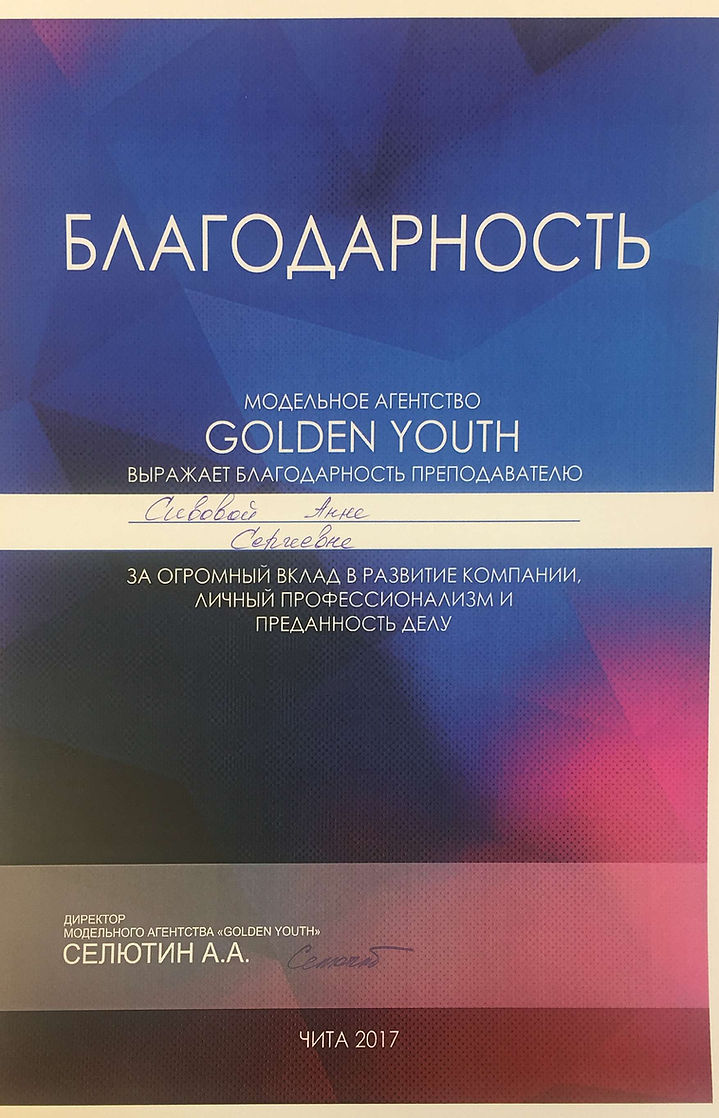 БЛАГОДАРНОСТЬ
МОДЕЛЬНОЕ АГЕНТСТВО
GOLDEN YOUTH
ВЫРАЖАЕТ БЛАГОДАРНОСТЬ ПРЕПОДАВАТЕЛЮ
Сивовой Анне
Сергиевне
ЗА ОГРОМНЫЙ ВКЛАД В РАЗВИТИЕ КОМПАНИИ,
ЛИЧНЫЙ ПРОФЕССИОНАЛИЗМ И
ПРЕДАННОСТЬ ДЕЛУ
ДИРЕКТОР
МОДЕЛЬНОГО АГЕНТСТВА «GOLDEN YOUTH»
СЕЛЮТИН А.А.
ЧИТА 2017